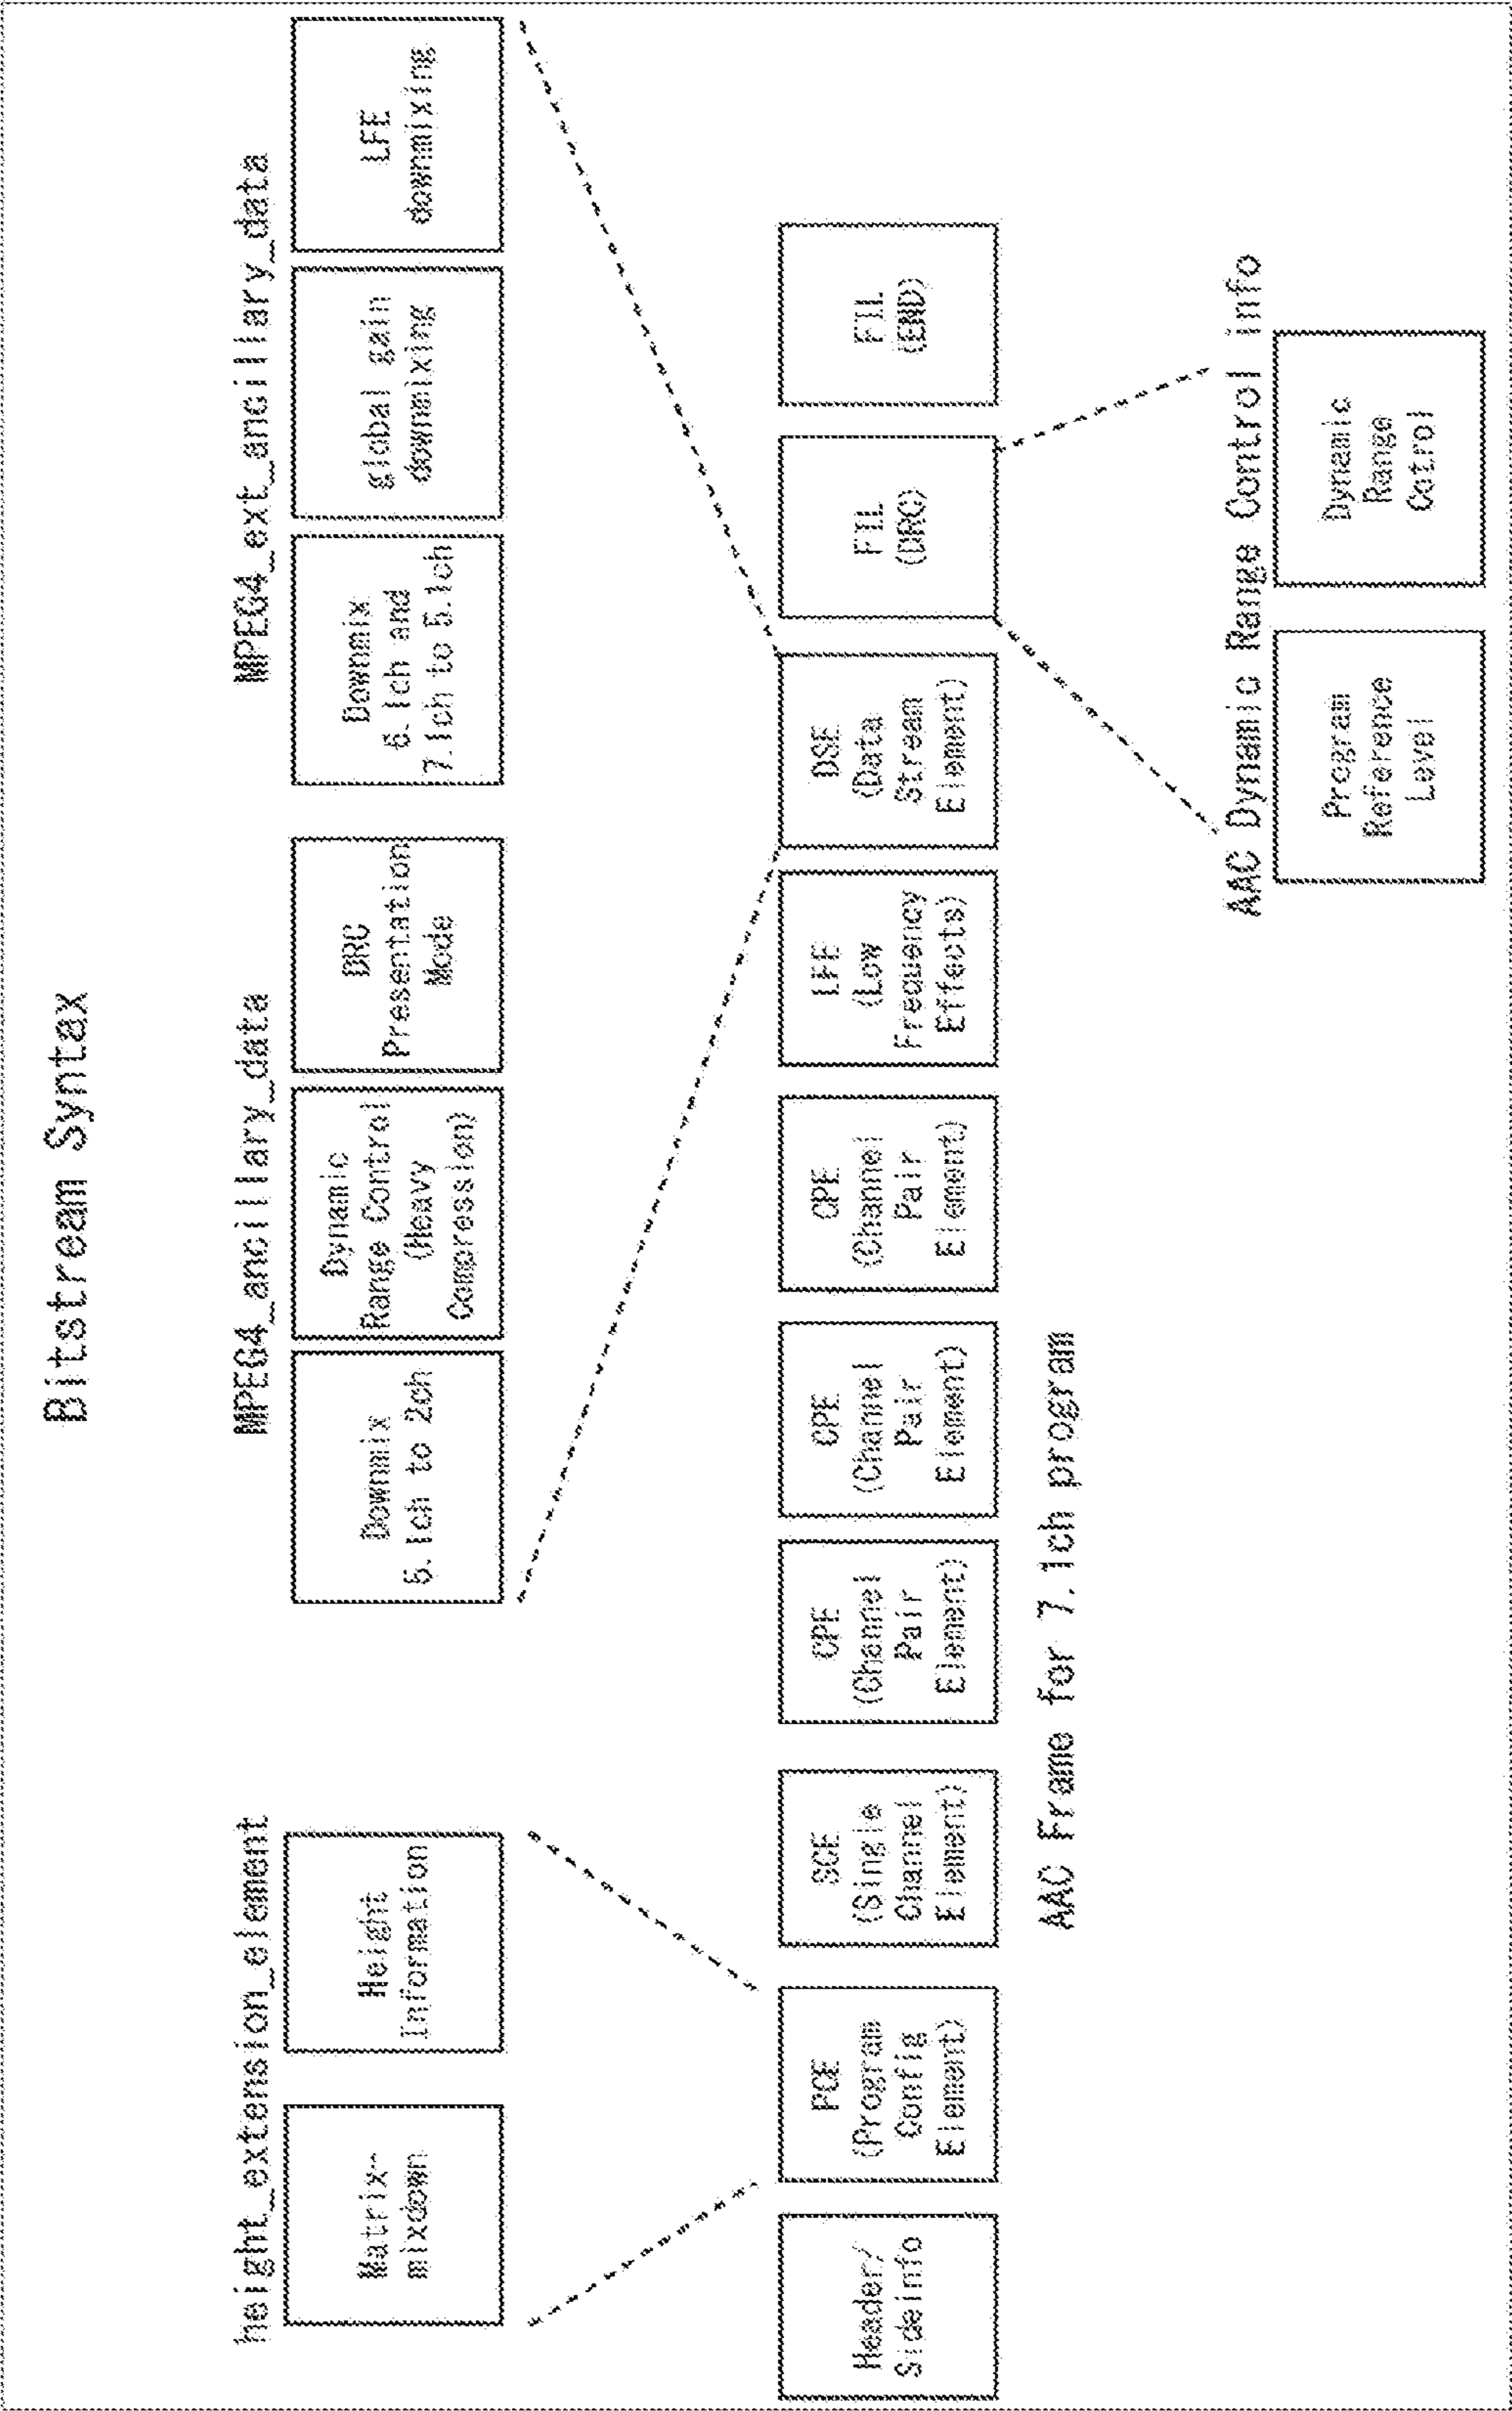 Bitstream Syntax
height_extension_element
Matrix-
mixdown
Height
Information
MPEG4_ancillary_data
Downmix
5.1ch to 2ch
Dynamic
Range Control
(Heavy
Compression)
DRC
Presentation
Mode
MPEG4_ext_ancillary_data
Downmix
6.1ch and
7.1ch to 5.1ch
global gain
downmixing
LFE
downmixing
Header/
Sideinfo
PCE
(Program
Config
Element)
SCE
(Single
Channel
Element)
CPE
(Channel
Pair
Element)
CPE
(Channel
Pair
Element)
CPE
(Channel
Pair
Element)
LFE
(Low
Frequency
Effects)
DSE
(Data
Stream
Element)
FIL
(DRC)
FIL
(END)
AAC Frame for 7.1ch program
AAC Dynamic Range Control info
Program
Reference
Level
Dynamic
Range
Cotrol